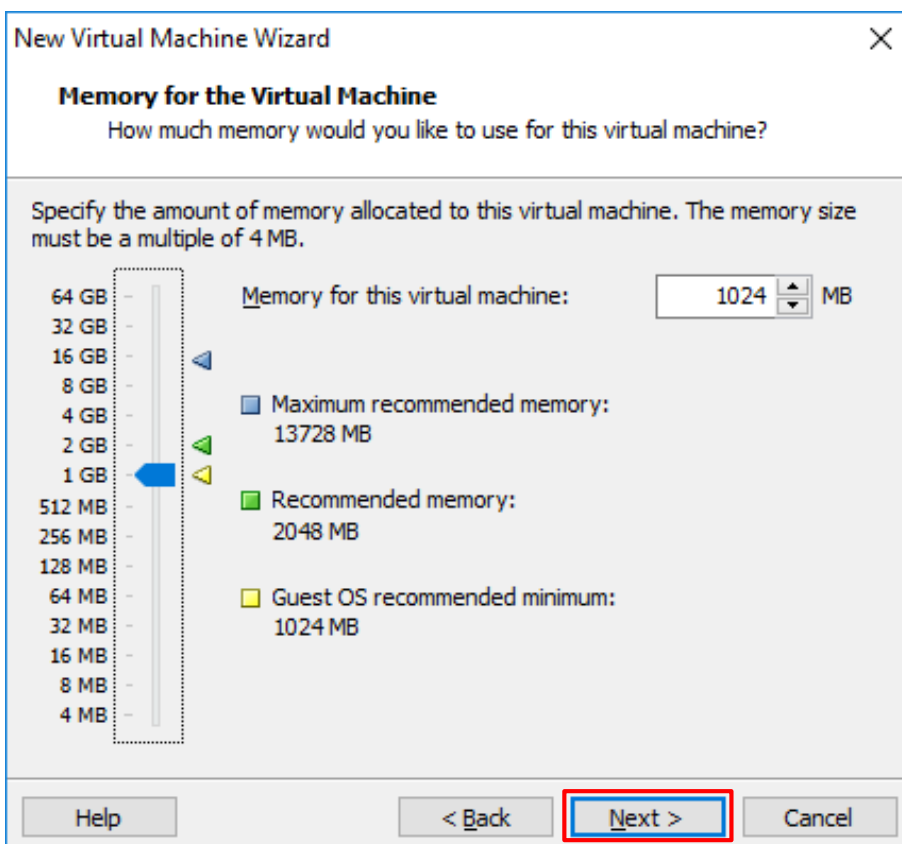 New Virtual Machine Wizard
Memory for the Virtual Machine
How much memory would you like to use for this virtual machine?
Specify the amount of memory allocated to this virtual machine. The memory size
must be a multiple of 4 MB.
64 GB
32 GB
16 GB
8 GB
4 GB
2 GB
1 GB
512 MB
256 MB
128 MB
64 MB
32 MB
16 MB
8 MB
4 MB
Memory for this virtual machine: 1024 MB
Maximum recommended memory:
13728 MB
Recommended memory:
2048 MB
Guest OS recommended minimum:
1024 MB
Help < Back Next > Cancel